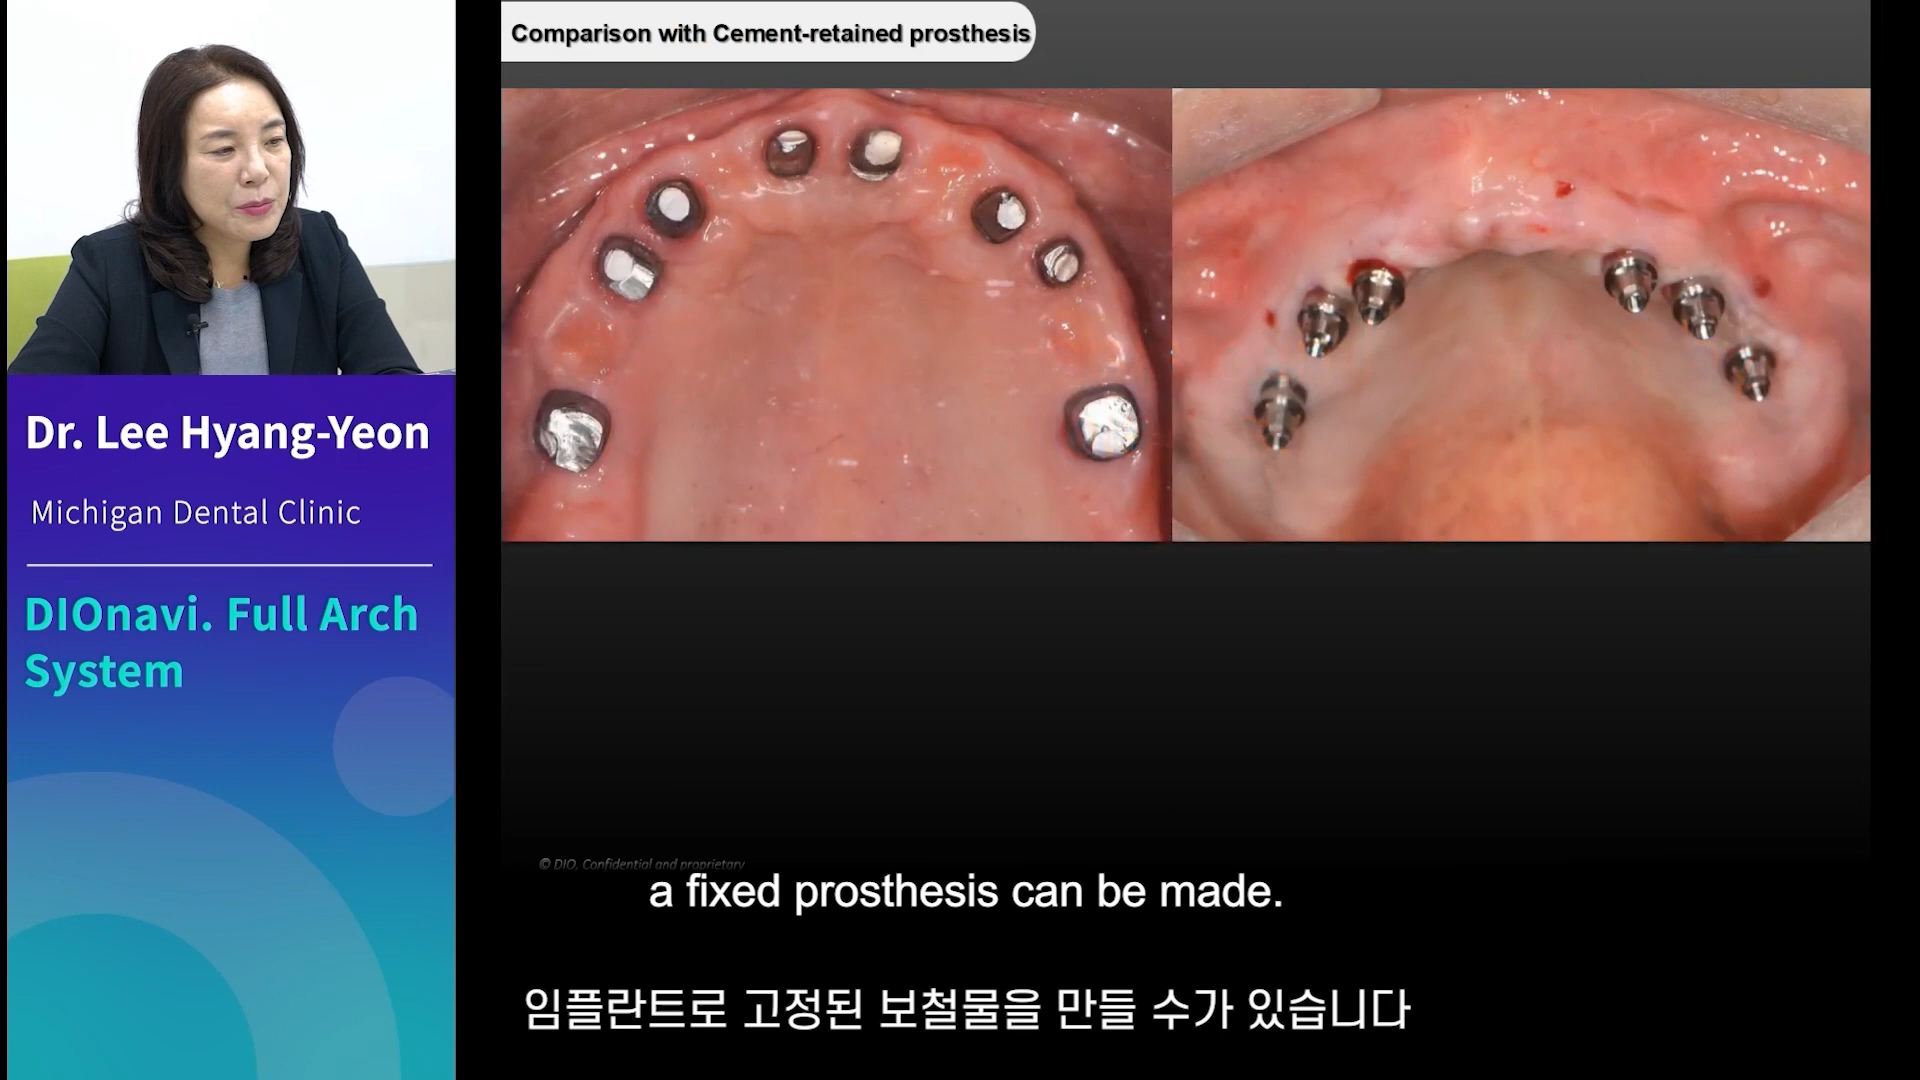 Comparison with Cement-retained prosthesis
Dr. Lee Hyang-Yeon
Michigan Dental Clinic
DIOnavi. Full Arch
System
© DIO, Confidential and proprietary
a fixed prosthesis can be made.
임플란트로 고정된 보철물을 만들 수가 있습니다